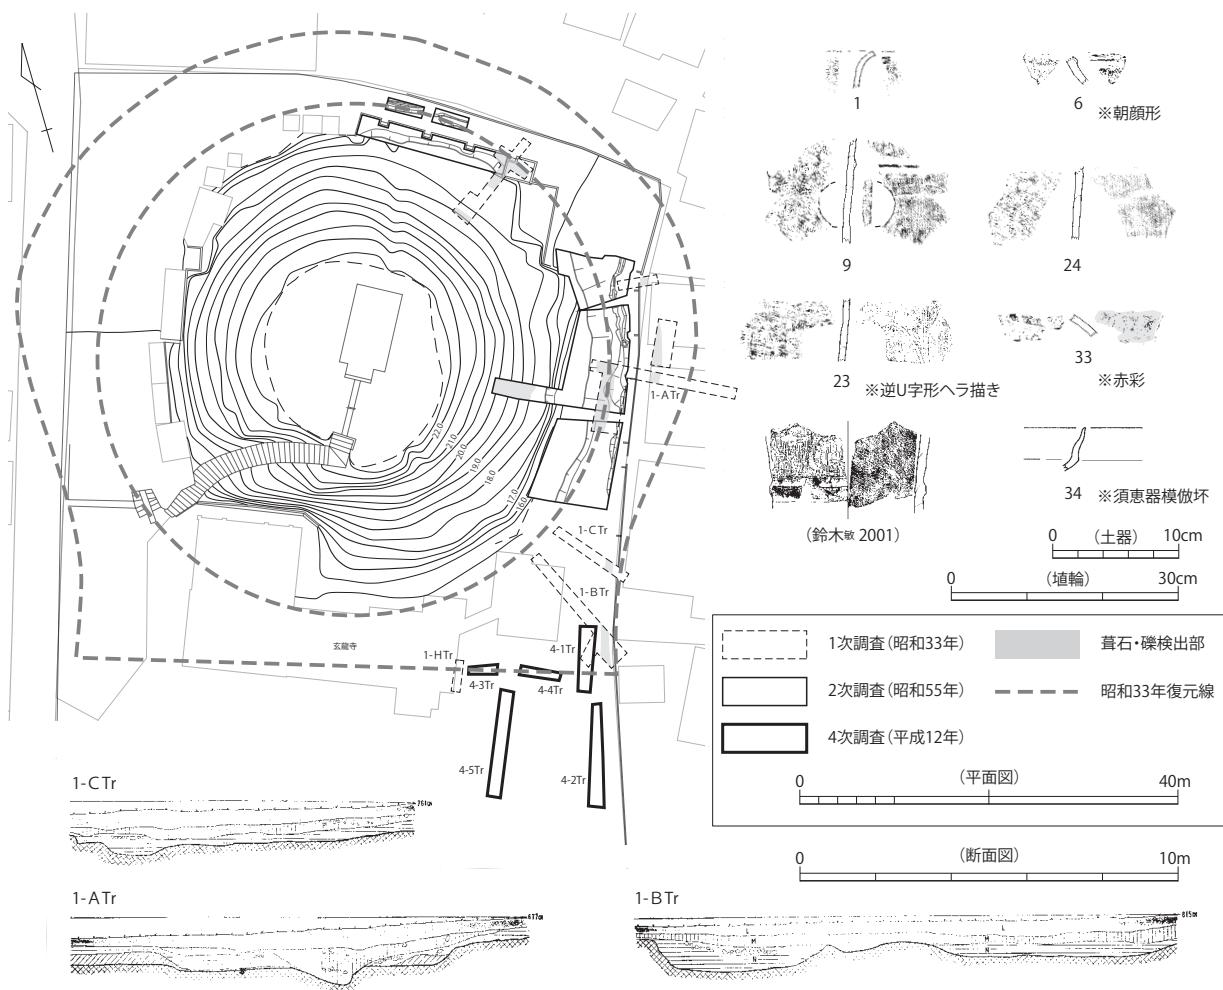 1
6
※朝顔形
9
24
23
※逆U字形ヘラ描き
33
※赤彩
34
※須恵器模倣坏
(鈴木敏 2001)
0
(土器)
10cm
0
(埴輪)
30cm
1次調査(昭和33年)
葺石・礫検出部
2次調査(昭和55年)
昭和33年復元線
4次調査(平成12年)
0
(平面図)
40m
0
(断面図)
10m
22.0
21.0
20.0
19.0
18.0
17.0
16.0
1-ATr
1-CTr
1-BTr
玄龍寺
1-HTr
4-1Tr
4-3Tr
4-4Tr
4-5Tr
4-2Tr
1-CTr
1-ATr
677cm
1-BTr
815cm
L
L
M
M
N
N